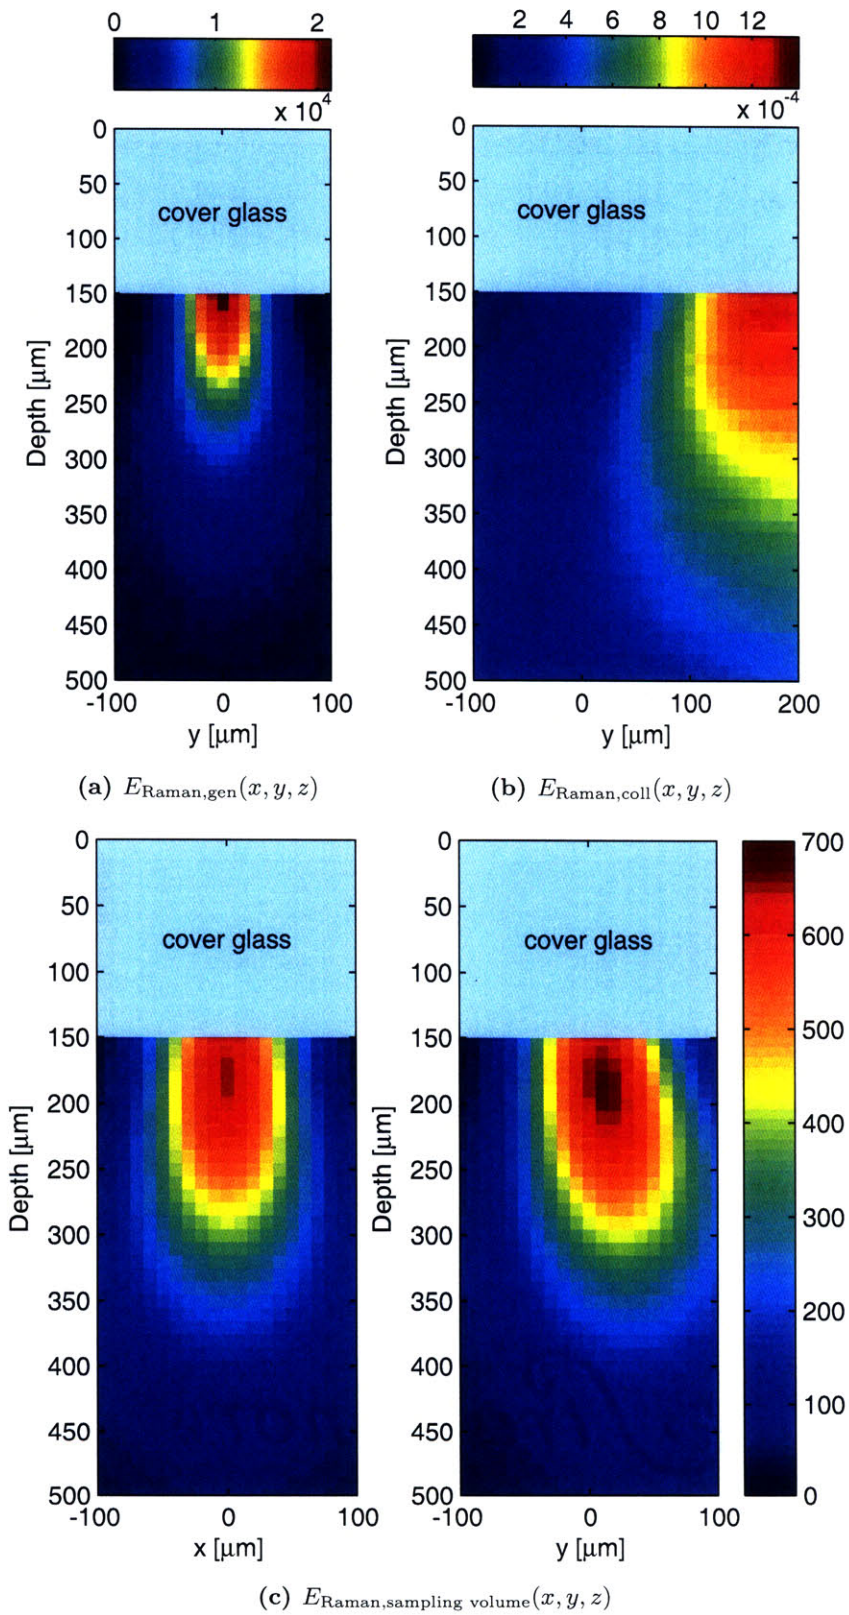 0 1 2
x 10^4
2 4 6 8 10 12
x 10^-4
0
50
100
150
200
250
300
350
400
450
500
Depth [μm]
cover glass
-100 0 100
y [μm]
(a) E_Raman,gen(x, y, z)
0
50
100
150
200
250
300
350
400
450
500
Depth [μm]
cover glass
-100 0 100 200
y [μm]
(b) E_Raman,coll(x, y, z)
0
50
100
150
200
250
300
350
400
450
500
Depth [μm]
cover glass
-100 0 100
x [μm]
0
50
100
150
200
250
300
350
400
450
500
Depth [μm]
cover glass
-100 0 100
y [μm]
700
600
500
400
300
200
100
0
(c) E_Raman,sampling volume(x, y, z)